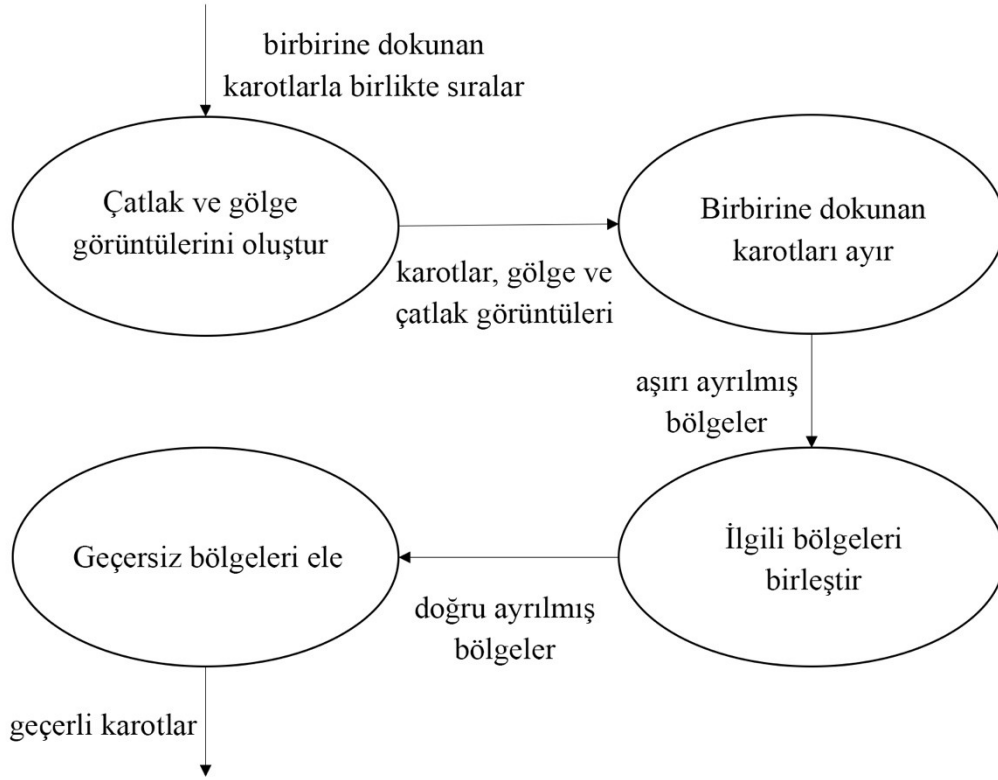 birbirine dokunan
karotlarla birlikte sıralar
Çatlak ve gölge
görüntülerini oluştur
karotlar, gölge ve
çatlak görüntüleri
Birbirine dokunan
karotları ayır
aşırı ayrılmış
bölgeler
İlgili bölgeleri
birleştir
doğru ayrılmış
bölgeler
Geçersiz bölgeleri ele
geçerli karotlar